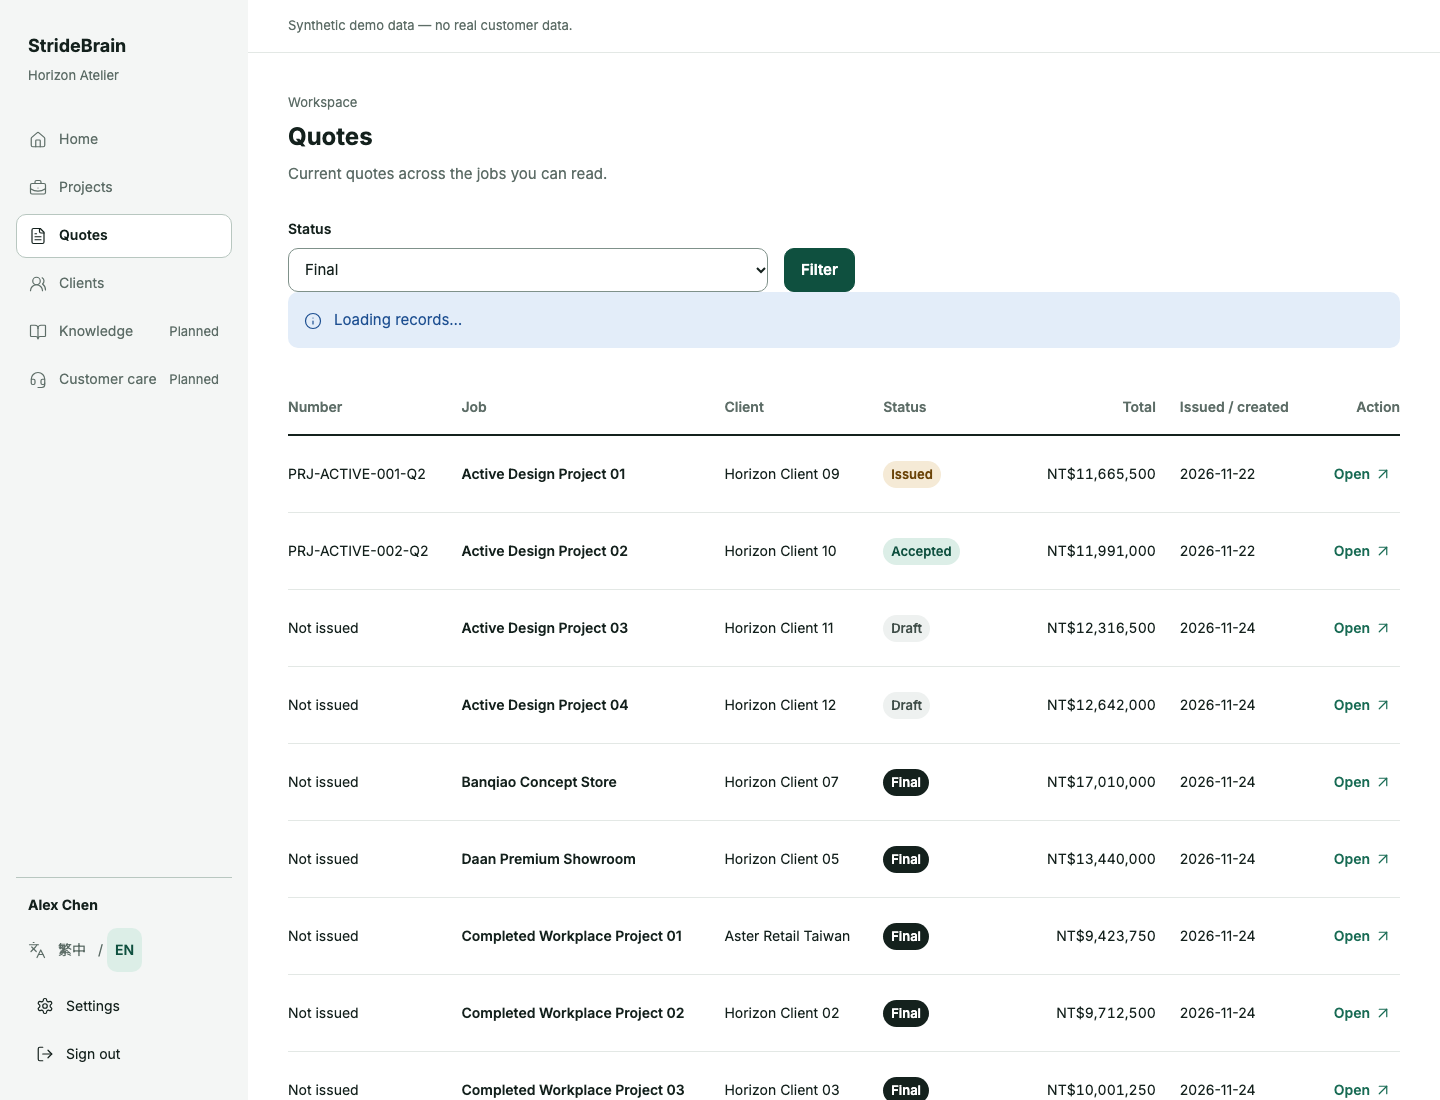 StrideBrain
Horizon Atelier
Home
Projects
Quotes
Clients
Knowledge Planned
Customer care Planned
Alex Chen
繁中 / EN
Settings
Sign out
Synthetic demo data — no real customer data.
Workspace
Quotes
Current quotes across the jobs you can read.
Status
Final Filter
Loading records...
Number Job Client Status Total Issued / created Action
PRJ-ACTIVE-001-Q2 Active Design Project 01 Horizon Client 09 Issued NT$11,665,500 2026-11-22 Open
PRJ-ACTIVE-002-Q2 Active Design Project 02 Horizon Client 10 Accepted NT$11,991,000 2026-11-22 Open
Not issued Active Design Project 03 Horizon Client 11 Draft NT$12,316,500 2026-11-24 Open
Not issued Active Design Project 04 Horizon Client 12 Draft NT$12,642,000 2026-11-24 Open
Not issued Banqiao Concept Store Horizon Client 07 Final NT$17,010,000 2026-11-24 Open
Not issued Daan Premium Showroom Horizon Client 05 Final NT$13,440,000 2026-11-24 Open
Not issued Completed Workplace Project 01 Aster Retail Taiwan Final NT$9,423,750 2026-11-24 Open
Not issued Completed Workplace Project 02 Horizon Client 02 Final NT$9,712,500 2026-11-24 Open
Not issued Completed Workplace Project 03 Horizon Client 03 Final NT$10,001,250 2026-11-24 Open